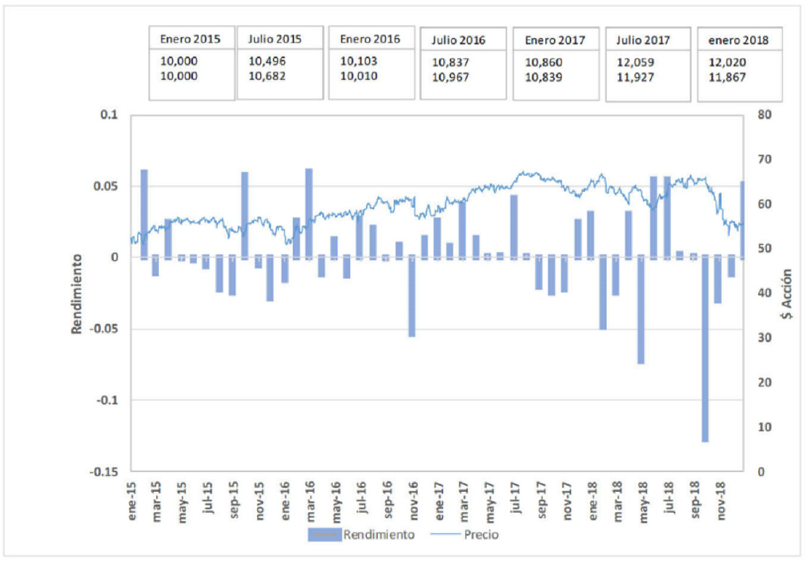 Enero 2015 Julio 2015 Enero 2016 Julio 2016 Enero 2017 Julio 2017 enero 2018
10,000 10,496 10,103 10,837 10,860 12,059 12,020
10,000 10,682 10,010 10,967 10,839 11,927 11,867
0.1
0.05
0
-0.05
-0.1
-0.15
Rendimiento
80
70
60
50
40
30
20
10
0
$ Acción
ene-15
mar-15
may-15
jul-15
sep-15
nov-15
ene-16
mar-16
may-16
jul-16
sep-16
nov-16
ene-17
mar-17
may-17
jul-17
sep-17
nov-17
ene-18
mar-18
may-18
jul-18
sep-18
nov-18
Rendimiento Precio